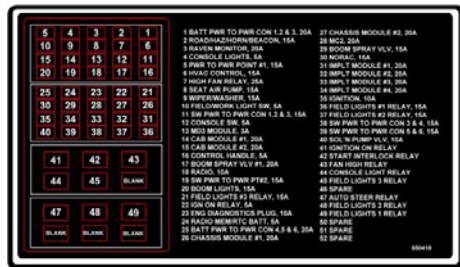 5 4 3 2 1
10 9 8 7 6
15 14 13 12 11
20 19 18 17 16
25 24 23 22 21
30 29 28 27 26
35 34 33 32 31
40 39 38 37 36
41 42 43
44 45 BLANK
47 48 49
BLANK BLANK BLANK
1 BATT PWR TO PWR CON 1,2 & 3, 20A
2 ROAD/HAZ/HORN/BEACON, 15A
3 RAVEN MONITOR, 20A
4 CONSOLE LIGHTS, 5A
5 PWR TO PWR POINT #1, 15A
6 HVAC CONTROL, 15A
7 HIGH FAN RELAY, 25A
8 SEAT AIR PUMP, 15A
9 WIPER/WASHER, 15A
10 FIELD/WORK LIGHT SW, 5A
11 SW PWR TO PWR CON 1,2 & 3, 15A
12 CONSOLE SW, 5A
13 MD3 MODULE, 3A
14 CAB MODULE #1, 20A
15 CAB MODULE #2, 20A
16 CONTROL HANDLE, 5A
17 BOOM SPRAY VLV #1, 20A
18 RADIO, 10A
19 SW PWR TO PWR PT#2, 15A
20 BOOM LIGHTS, 15A
21 FIELD LIGHTS #3 RELAY, 15A
22 IGN ON RELAY, 5A
23 ENG DIAGNOSTICS PLUG, 10A
24 RADIO MEM/RTC BATT, 5A
25 BATT PWR TO PWR CON 4,5 & 6, 20A
26 CHASSIS MODULE #1, 20A
27 CHASSIS MODULE #2, 20A
28 MC2, 20A
29 BOOM SPRAY VLV, 15A
30 NORAC, 15A
31 IMPLT MODULE #1, 20A
32 IMPLT MODULE #2, 20A
33 IMPLT MODULE #3, 20A
34 IMPLT MODULE #4, 20A
35 IGNITION, 10A
36 FIELD LIGHTS #1 RELAY, 15A
37 FIELD LIGHTS #2 RELAY, 15A
38 SW PWR TO PWR CON 3 & 4, 15A
39 SW PWR TO PWR CON 5 & 6, 15A
40 SOL'N PUMP VLV, 10A
41 IGNITION ON RELAY
42 START INTERLOCK RELAY
43 FAN HIGH RELAY
44 CONSOLE LIGHT RELAY
45 FIELD LIGHTS 3 RELAY
46 SPARE
47 AUTO STEER RELAY
48 FIELD LIGHTS 2 RELAY
49 FIELD LIGHTS 1 RELAY
50 SPARE
51 SPARE
52 SPARE
650418